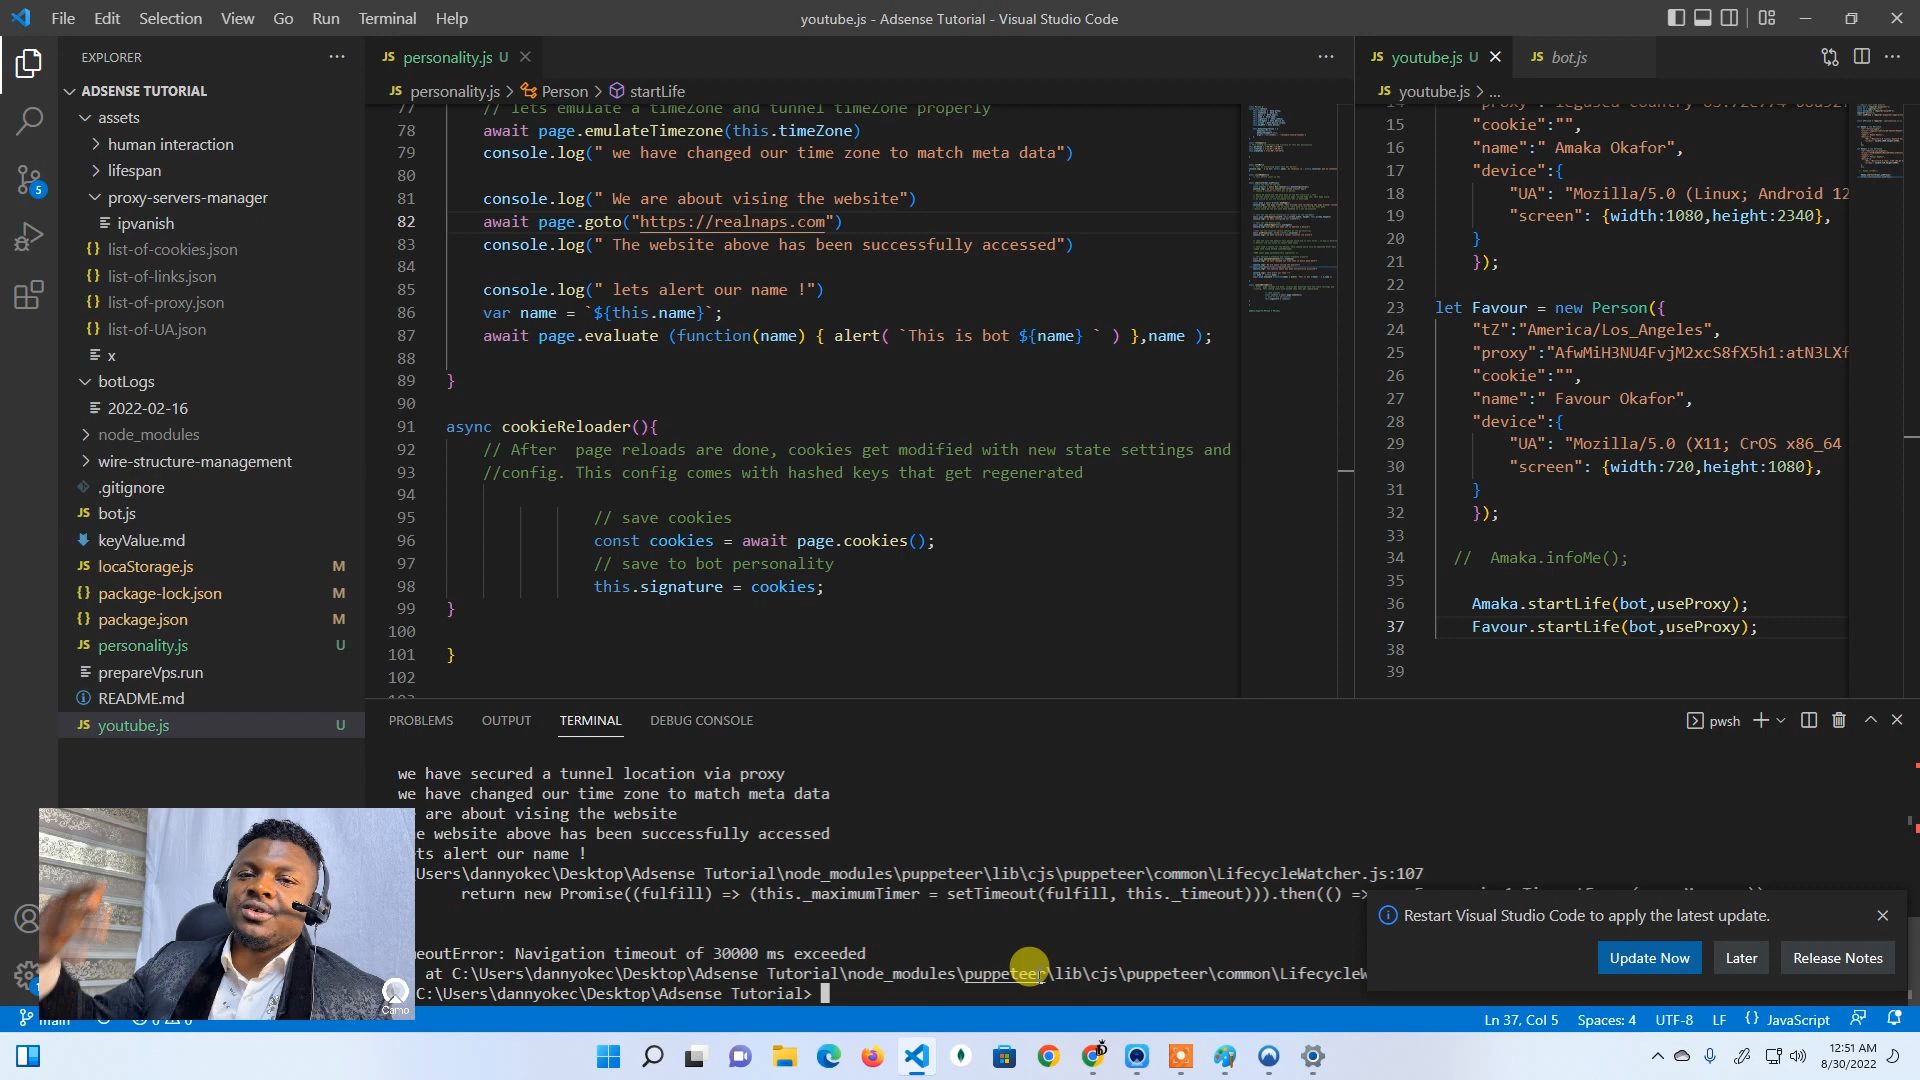 File Edit Selection View Go Run Terminal Help
youtube.js - Adsense Tutorial - Visual Studio Code
EXPLORER
ADSENSE TUTORIAL
assets
human interaction
lifespan
proxy-servers-manager
ipvanish
list-of-cookies.json
list-of-links.json
list-of-proxy.json
list-of-UA.json
x
botLogs
2022-02-16
node_modules
wire-structure-management
.gitignore
bot.js
keyValue.md
locaStorage.js M
package-lock.json M
package.json M
personality.js U
prepareVps.run
README.md
youtube.js U
5
JS personality.js U
JS personality.js > Person > startLife
77 // lets emulate a timeZone and tunnel timeZone properly
78 await page.emulateTimezone(this.timeZone)
79 console.log(" we have changed our time zone to match meta data")
80
81 console.log(" We are about vising the website")
82 await page.goto("https://realnaps.com")
83 console.log(" The website above has been successfully accessed")
84
85 console.log(" lets alert our name !")
86 var name = `${this.name}`;
87 await page.evaluate (function(name) { alert( `This is bot ${name} ` ) },name );
88
89 }
90
91 async cookieReloader(){
92 // After  page reloads are done, cookies get modified with new state settings and
93 //config. This config comes with hashed keys that get regenerated
94
95 // save cookies
96 const cookies = await page.cookies();
97 // save to bot personality
98 this.signature = cookies;
99 }
100
101 }
102
JS youtube.js U JS bot.js
JS youtube.js > ...
15 "cookie":"",
16 "name":" Amaka Okafor",
17 "device":{
18 "UA": "Mozilla/5.0 (Linux; Android 12
19 "screen": {width:1080,height:2340},
20 }
21 });
22
23 let Favour = new Person({
24 "tZ":"America/Los_Angeles",
25 "proxy":"AfwMiH3NU4FvjM2xcS8fX5h1:atN3LXf
26 "cookie":"",
27 "name":" Favour Okafor",
28 "device":{
29 "UA": "Mozilla/5.0 (X11; CrOS x86_64
30 "screen": {width:720,height:1080},
31 }
32 });
33
34 //  Amaka.infoMe();
35
36 Amaka.startLife(bot,useProxy);
37 Favour.startLife(bot,useProxy);
38
39
PROBLEMS OUTPUT TERMINAL DEBUG CONSOLE
pwsh
we have secured a tunnel location via proxy
we have changed our time zone to match meta data
are about vising the website
e website above has been successfully accessed
ts alert our name !
Users\dannyokec\Desktop\Adsense Tutorial\node_modules\puppeteer\lib\cjs\puppeteer\common\LifecycleWatcher.js:107
return new Promise((fulfill) => (this._maximumTimer = setTimeout(fulfill, this._timeout))).then(() =>
eoutError: Navigation timeout of 30000 ms exceeded
at C:\Users\dannyokec\Desktop\Adsense Tutorial\node_modules\puppeteer\lib\cjs\puppeteer\common\LifecycleW
C:\Users\dannyokec\Desktop\Adsense Tutorial>
Restart Visual Studio Code to apply the latest update.
Update Now Later Release Notes
Camo
main
Ln 37, Col 5 Spaces: 4 UTF-8 LF {} JavaScript
12:51 AM
8/30/2022